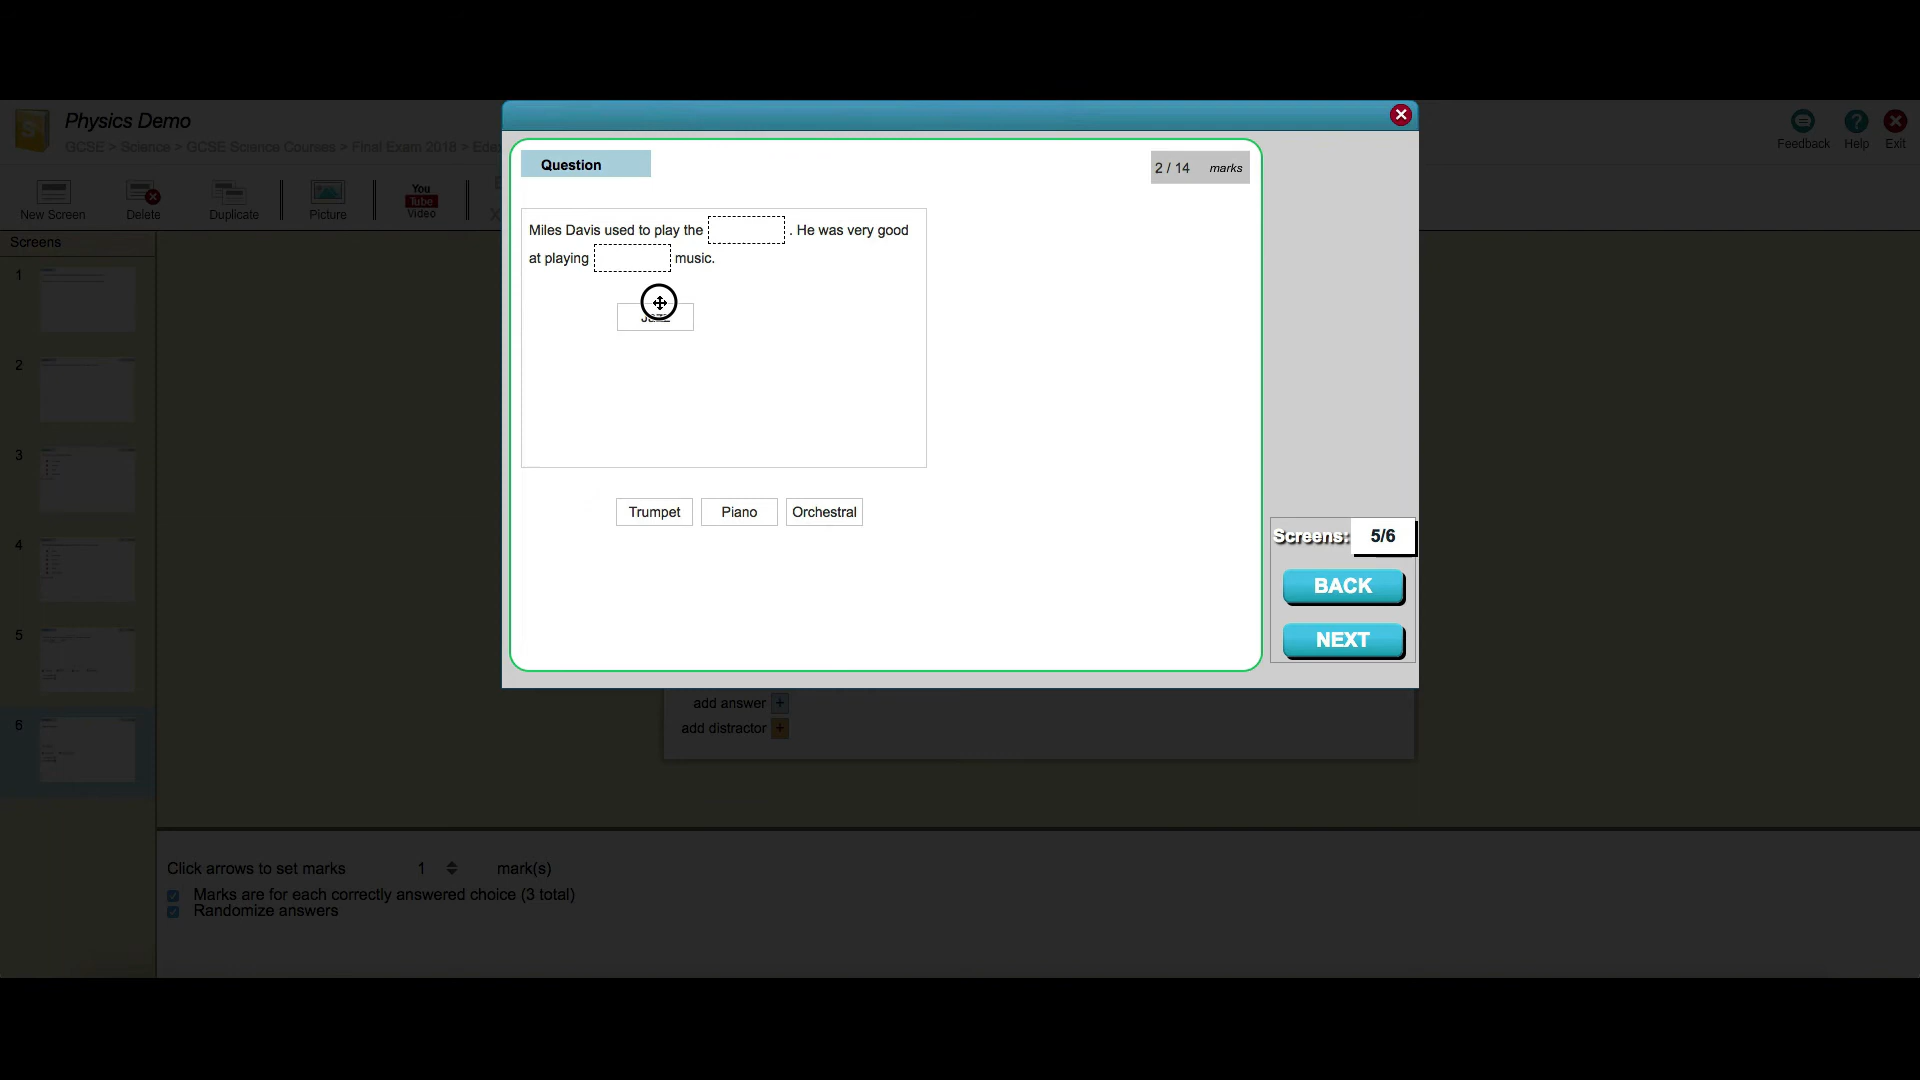 Physics Demo
GCSE > Science > GCSE Science Courses > Final Exam 2018 >
Feedback
Help
Exit
New Screen
Delete
Duplicate
Picture
You
Tube
Video
Screens
1
2
3
4
5
6
Question
2 / 14 marks
Miles Davis used to play the . He was very good
at playing music.
Trumpet
Piano
Orchestral
Screens: 5/6
BACK
NEXT
add answer +
add distractor +
Click arrows to set marks 1 mark(s)
Marks are for each correctly answered choice (3 total)
Randomize answers